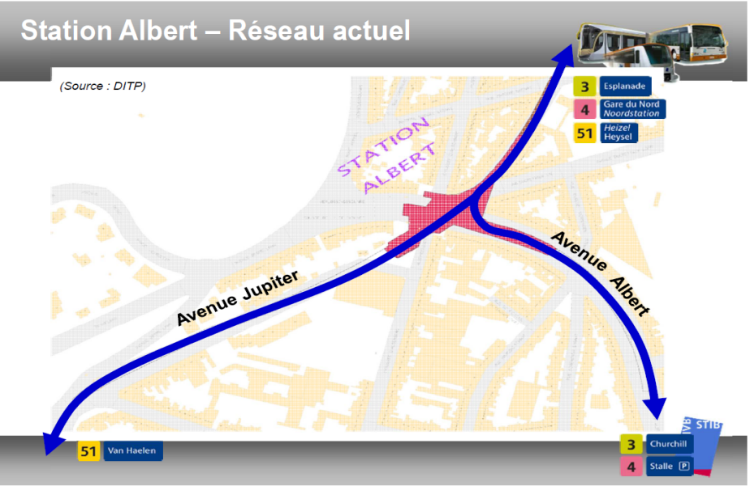 Station Albert – Réseau actuel
(Source : DITP)
3 Esplanade
4 Gare du Nord
Noordstation
51 Heizel
Heysel
STATION
ALBERT
Avenue Jupiter
Avenue Albert
51 Van Haelen
3 Churchill
4 Stalle P
STIB